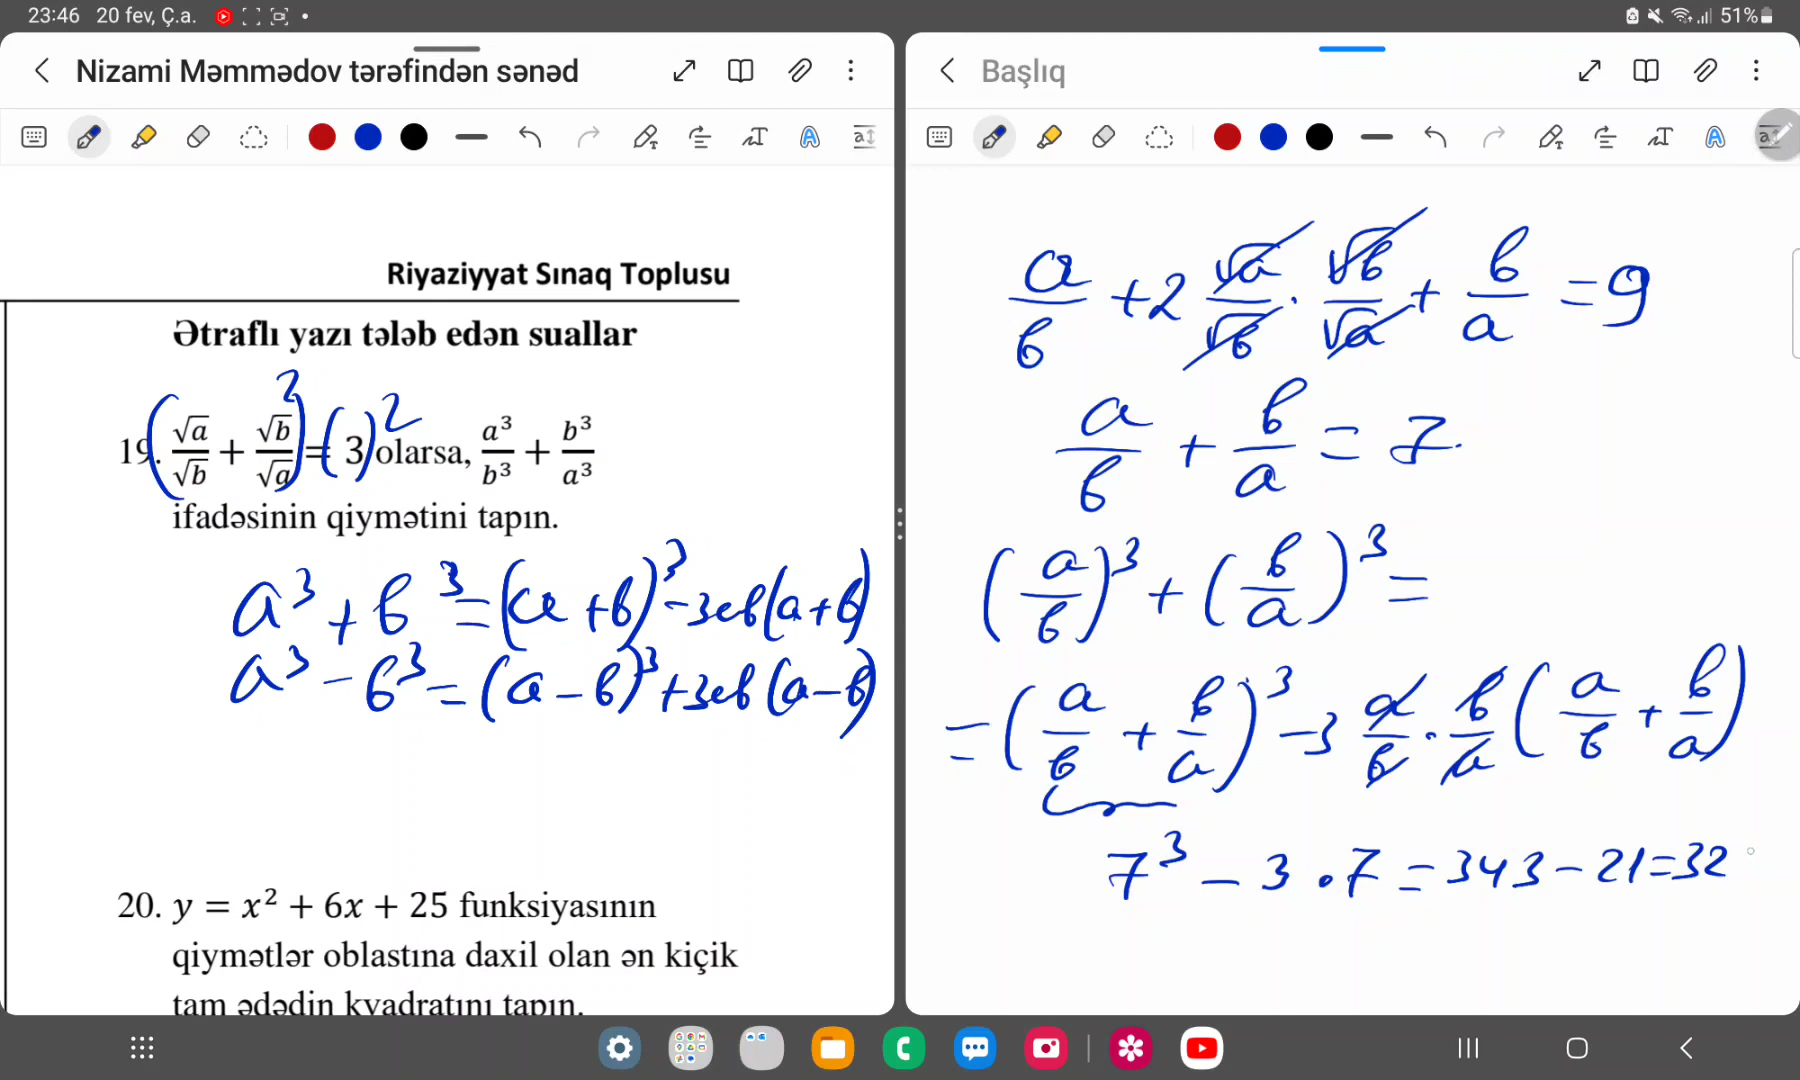 23:46 20 fev, Ç.a.
51%
Nizami Məmmədov tərəfindən sənəd
Riyaziyyat Sınaq Toplusu
Ətraflı yazı tələb edən suallar
19. (√a/√b + √b/√a)² = (3)² olarsa, a³/b³ + b³/a³
ifadəsinin qiymətini tapın.
a³ + b³ = (a + b)³ - 3ab(a + b)
a³ - b³ = (a - b)³ + 3ab(a - b)
20. y = x² + 6x + 25 funksiyasının
qiymətlər oblastına daxil olan ən kiçik
tam ədədin kvadratını tapın.
Başlıq
a/b + 2 √a/√b · √b/√a + b/a = 9
a/b + b/a = 7.
(a/b)³ + (b/a)³ =
= (a/b + b/a)³ - 3 a/b · b/a (a/b + b/a)
7³ - 3 · 7 = 343 - 21 = 32